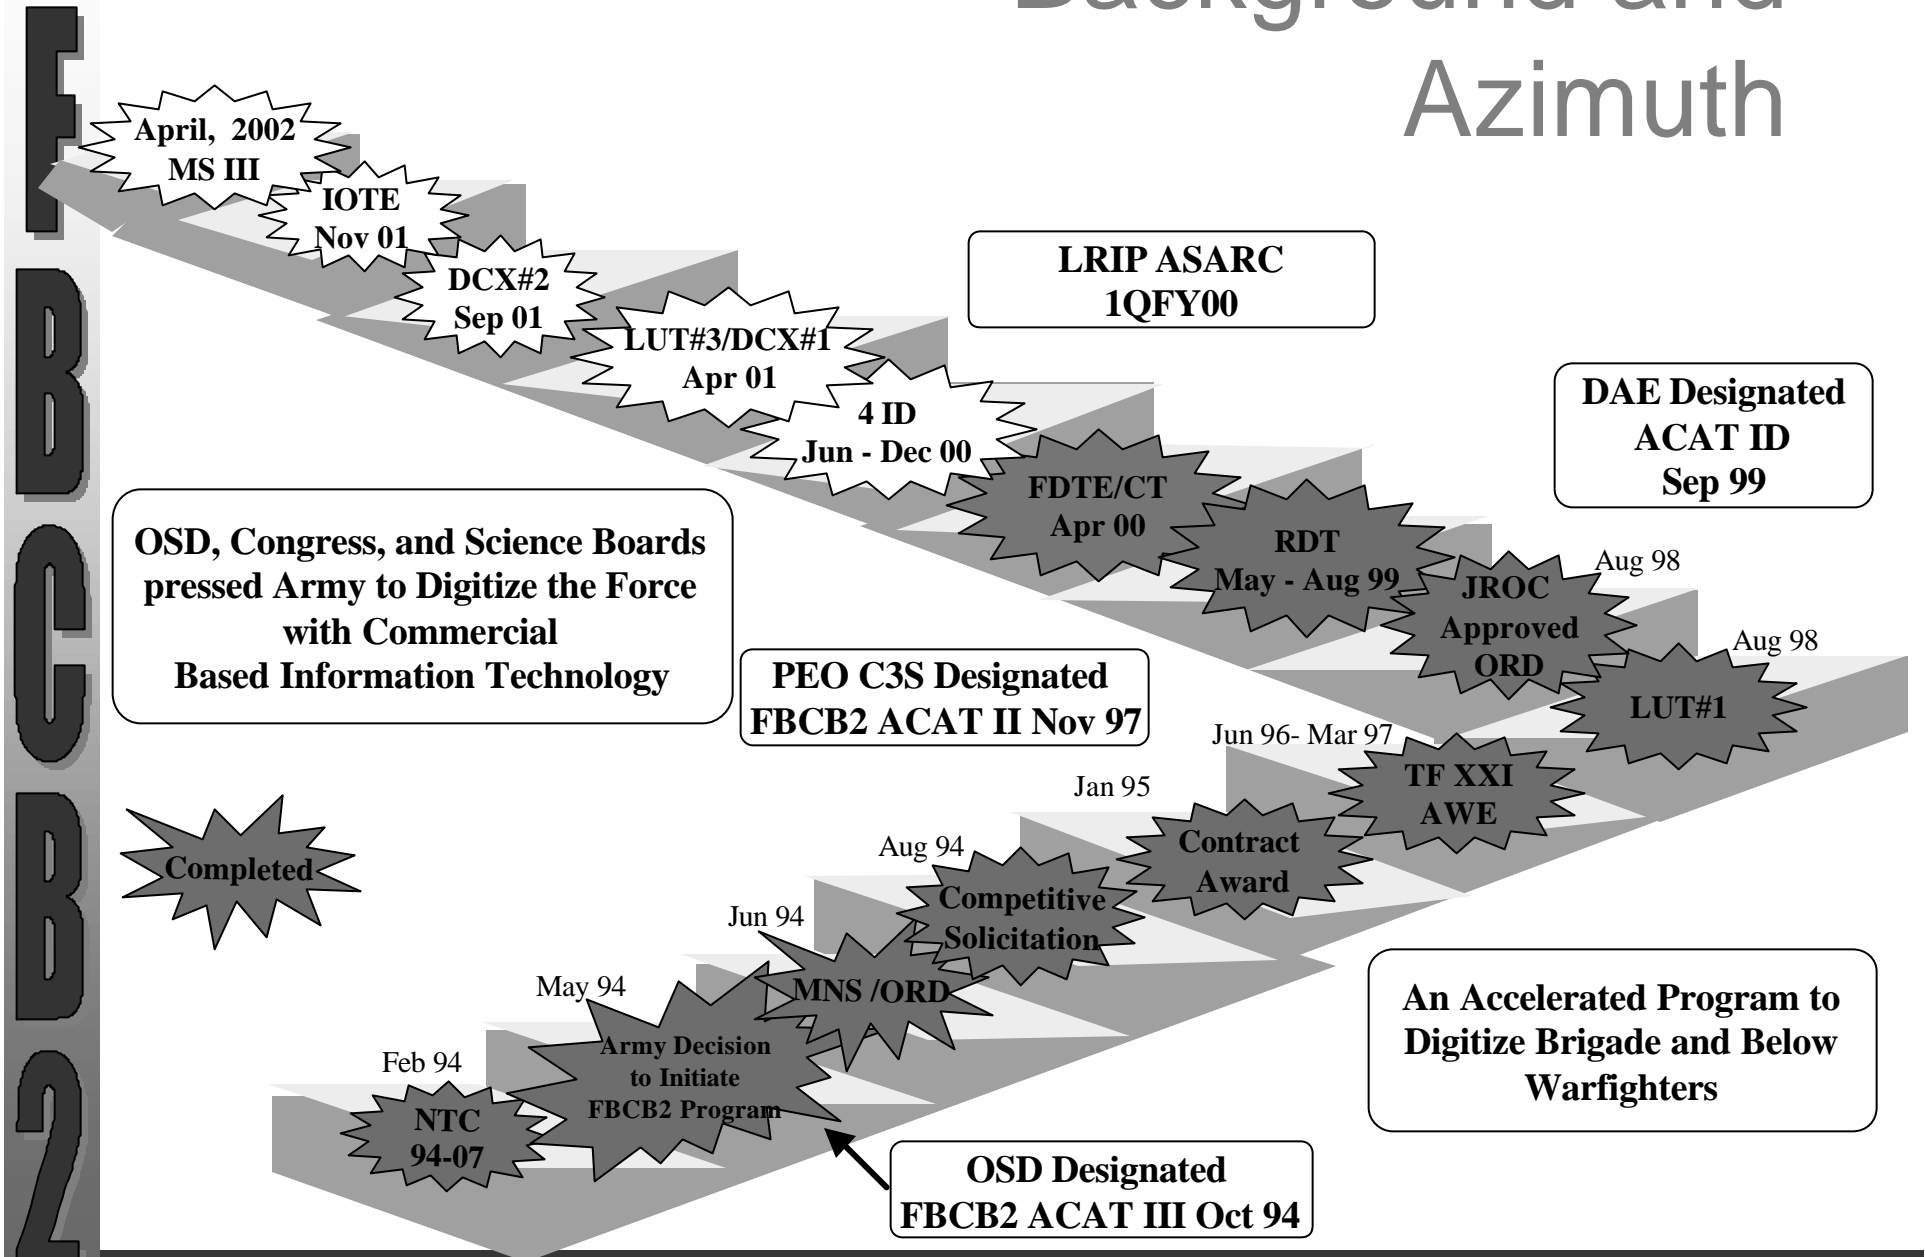 Background and
Azimuth
F
B
C
B
2
April, 2002
MS III
IOTE
Nov 01
DCX#2
Sep 01
LUT#3/DCX#1
Apr 01
4 ID
Jun - Dec 00
FDTE/CT
Apr 00
RDT
May - Aug 99
Aug 98
JROC
Approved
ORD
Aug 98
LUT#1
LRIP ASARC
1QFY00
DAE Designated
ACAT ID
Sep 99
OSD, Congress, and Science Boards
pressed Army to Digitize the Force
with Commercial
Based Information Technology
PEO C3S Designated
FBCB2 ACAT II Nov 97
Jun 96- Mar 97
TF XXI
AWE
Jan 95
Contract
Award
Aug 94
Competitive
Solicitation
Jun 94
MNS /ORD
May 94
Army Decision
to Initiate
FBCB2 Program
Feb 94
NTC
94-07
Completed
An Accelerated Program to
Digitize Brigade and Below
Warfighters
OSD Designated
FBCB2 ACAT III Oct 94